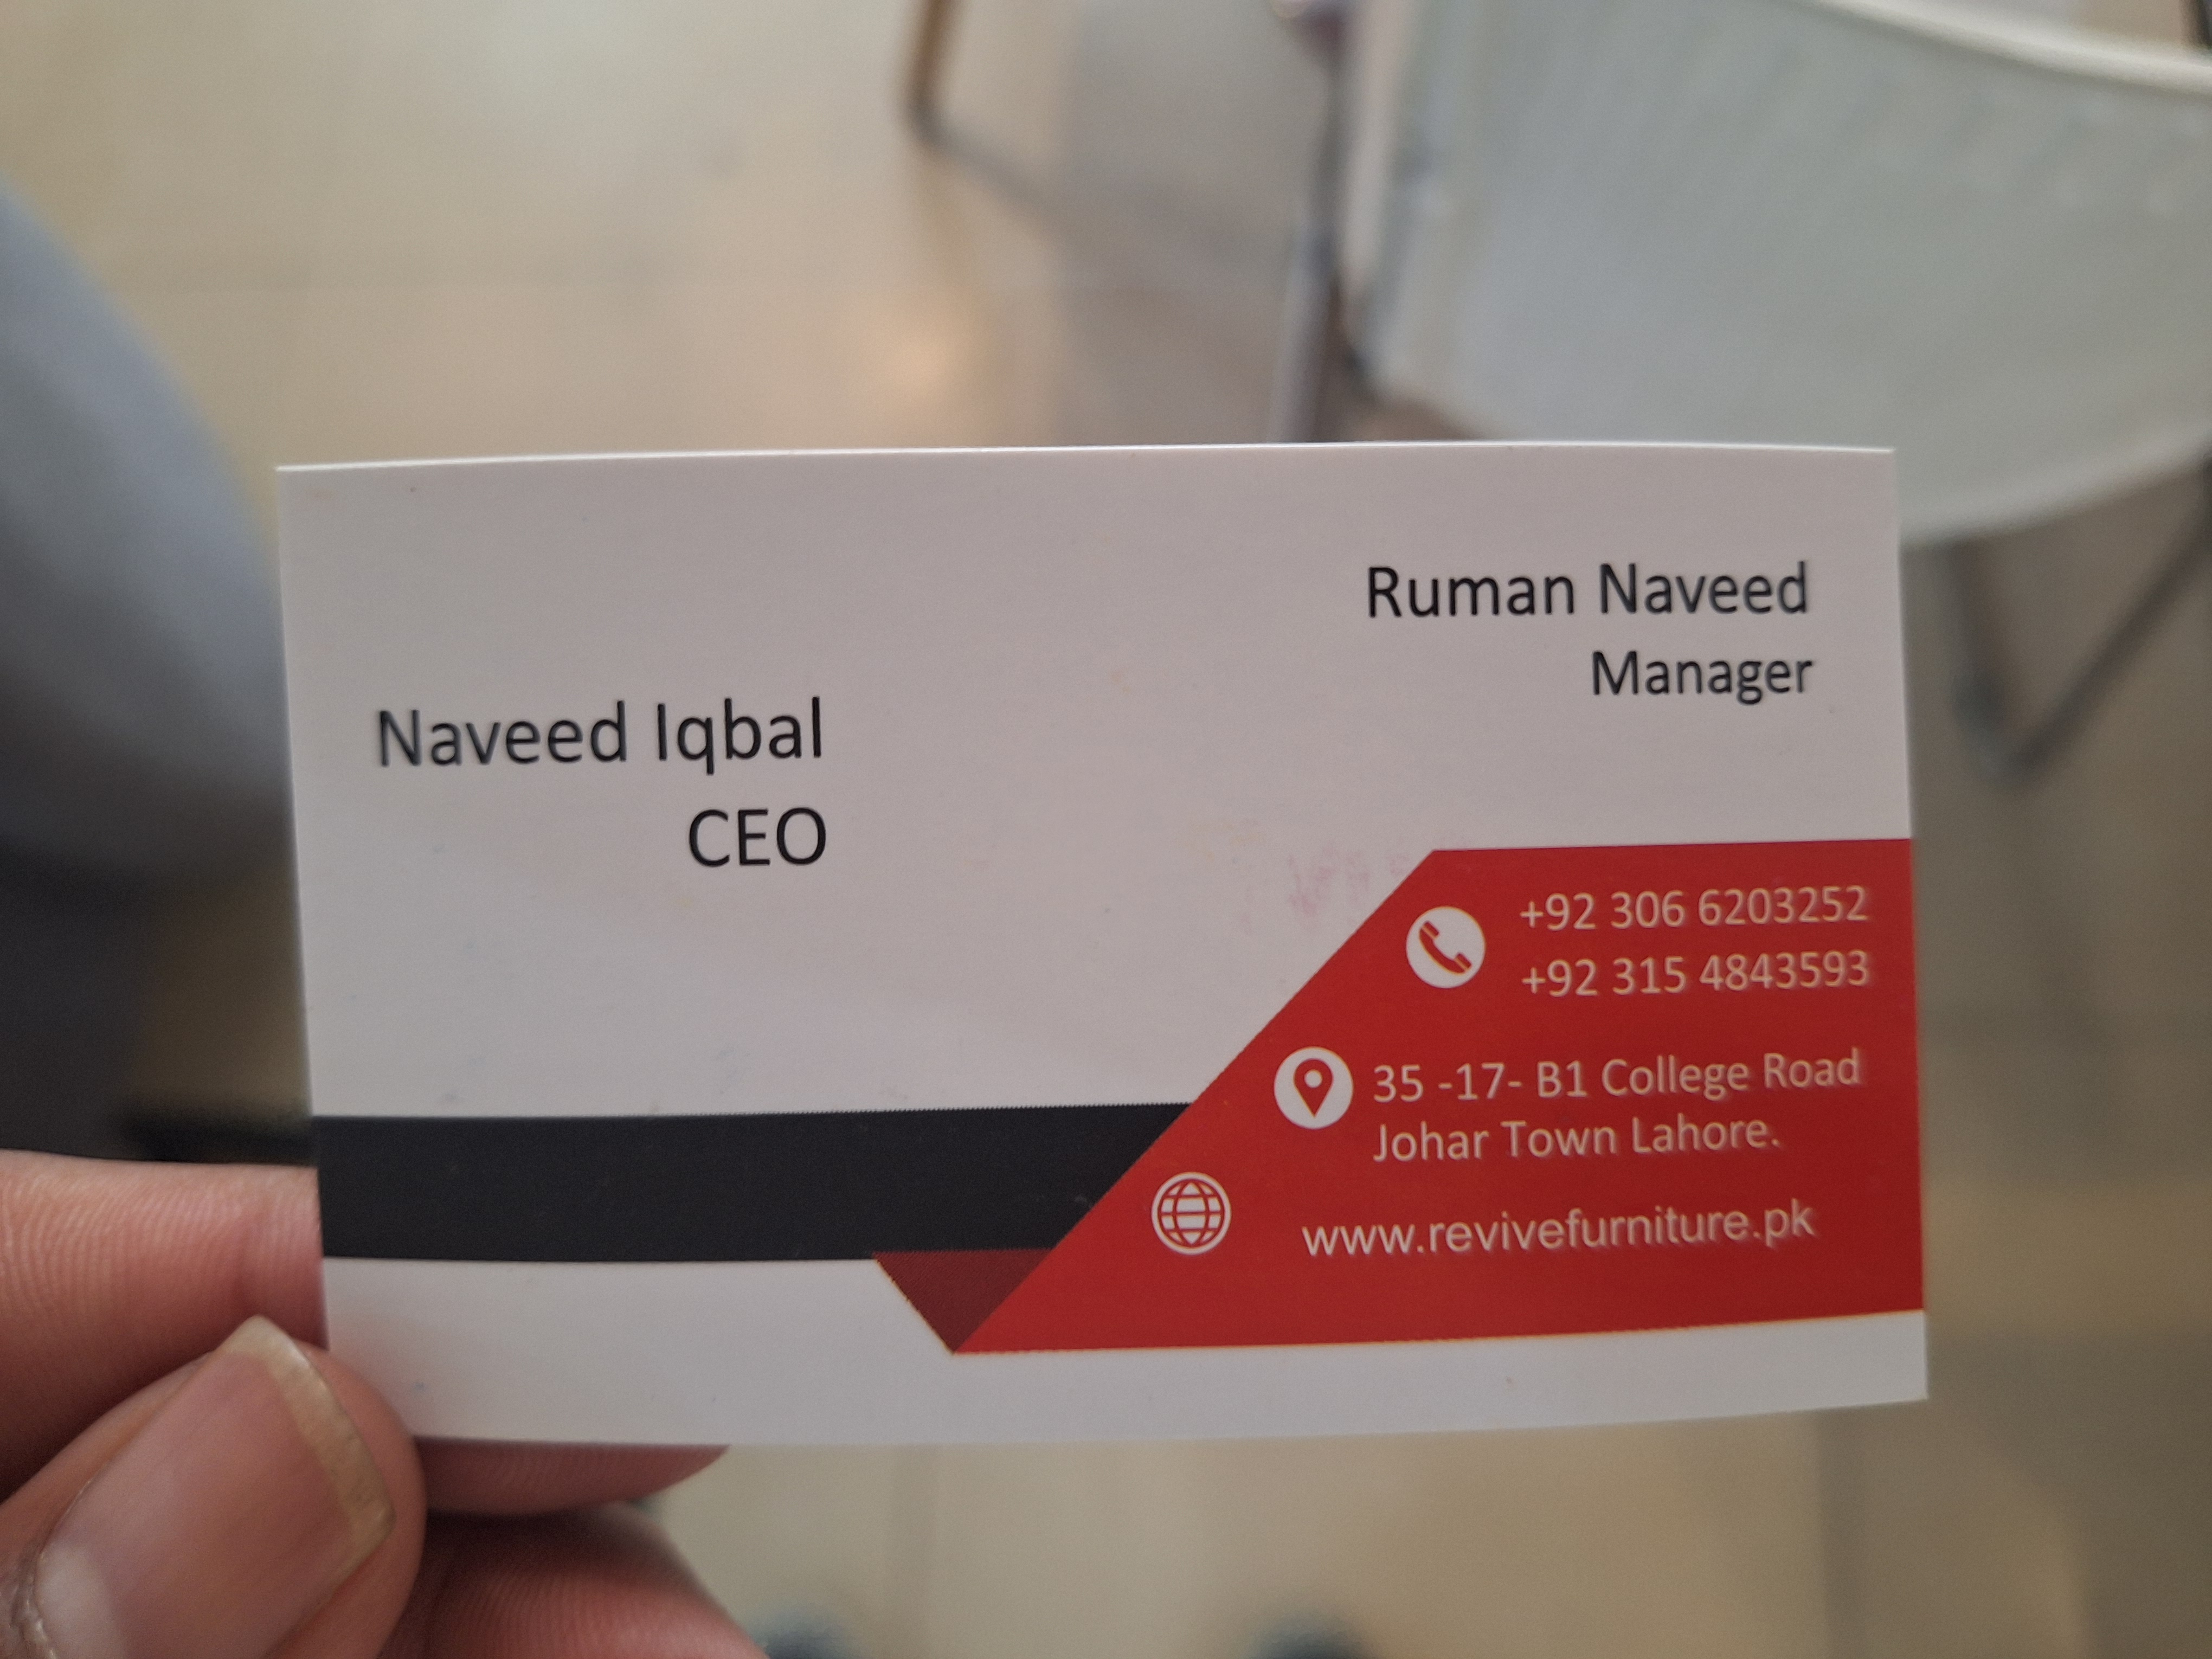 Ruman Naveed
Manager
Naveed Iqbal
CEO
+92 306 6203252
+92 315 4843593
35 -17- B1 College Road
Johar Town Lahore.
www.revivefurniture.pk